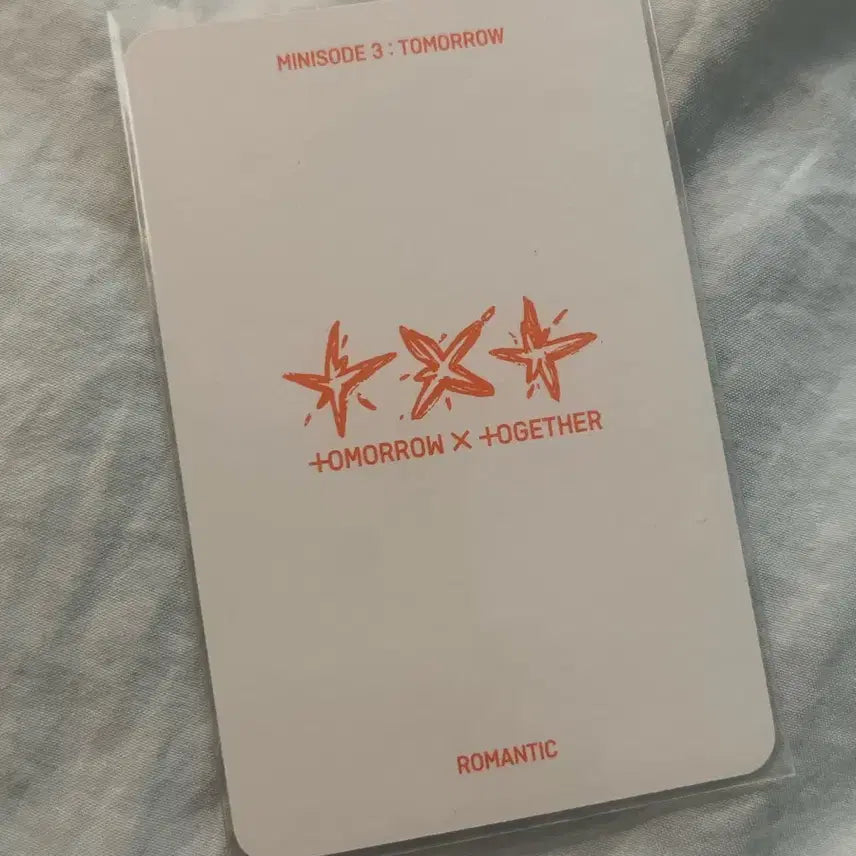 MINISODE 3 : TOMORROW
TOMORROW X TOGETHER
ROMANTIC